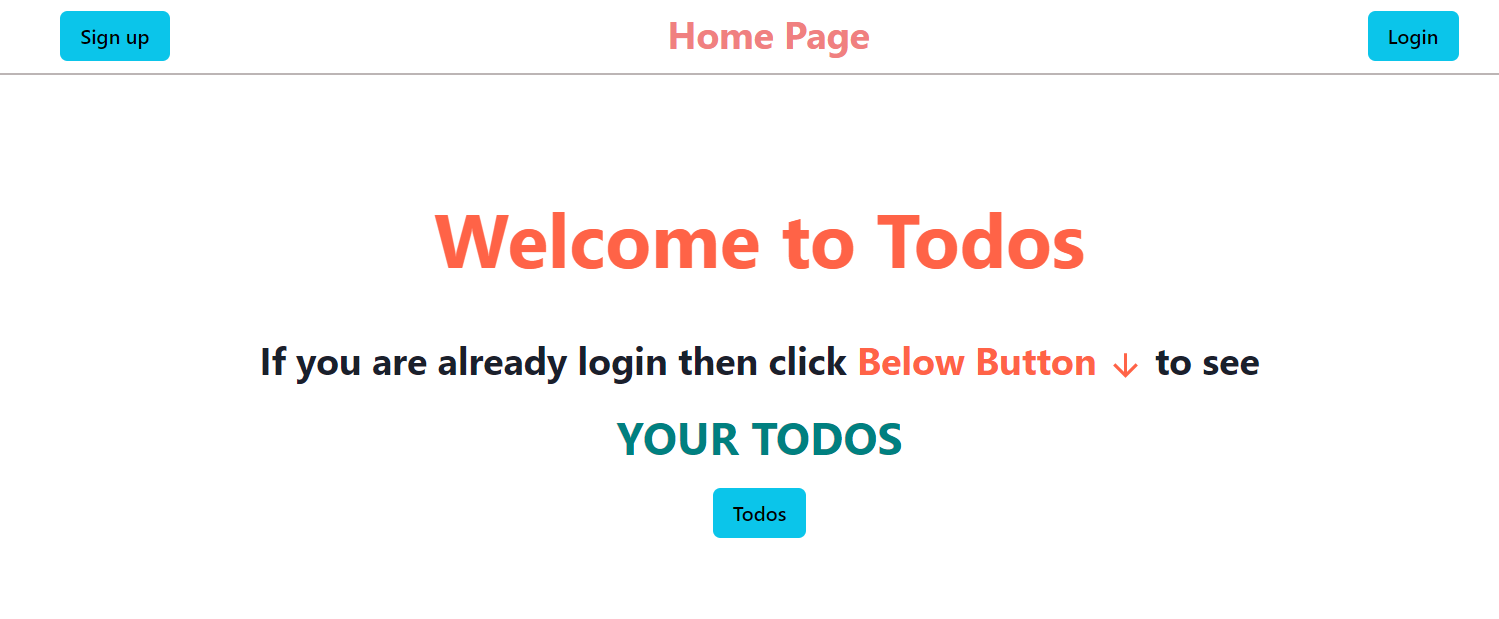 Sign up Home Page Login
Welcome to Todos
If you are already login then click Below Button ↓ to see
YOUR TODOS
Todos